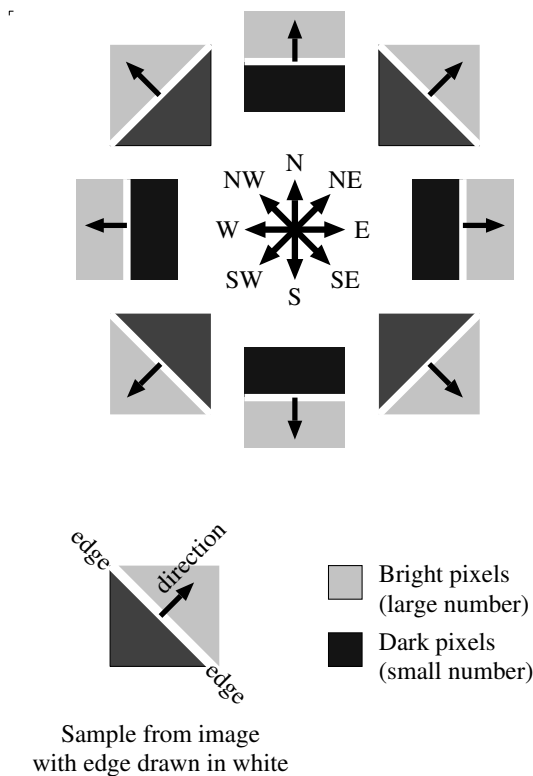 N
NW NE
W E
SW SE
S
edge
direction
edge
Bright pixels
(large number)
Dark pixels
(small number)
Sample from image
with edge drawn in white